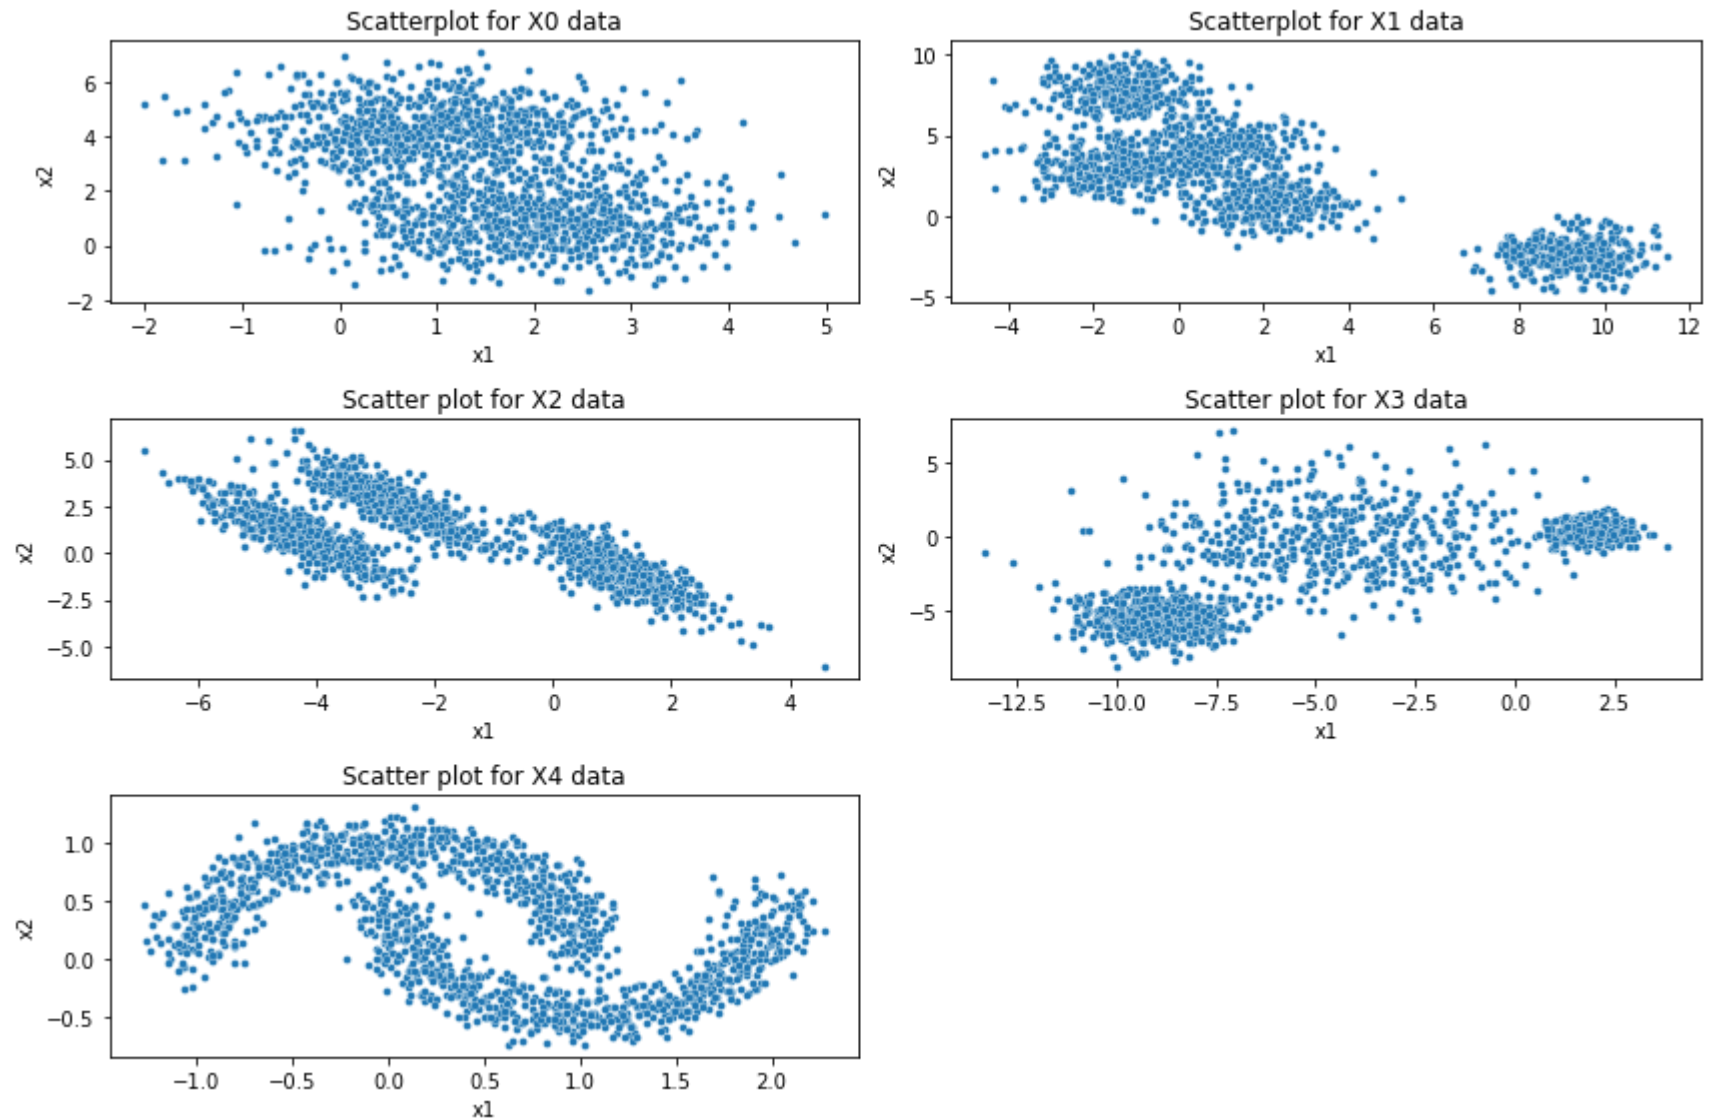 Scatterplot for X0 data
6
4
2
0
−2
x2
−2 −1 0 1 2 3 4 5
x1
Scatterplot for X1 data
10
5
0
−5
x2
−4 −2 0 2 4 6 8 10 12
x1
Scatter plot for X2 data
5.0
2.5
0.0
−2.5
−5.0
x2
−6 −4 −2 0 2 4
x1
Scatter plot for X3 data
5
0
−5
x2
−12.5 −10.0 −7.5 −5.0 −2.5 0.0 2.5
x1
Scatter plot for X4 data
1.0
0.5
0.0
−0.5
x2
−1.0 −0.5 0.0 0.5 1.0 1.5 2.0
x1